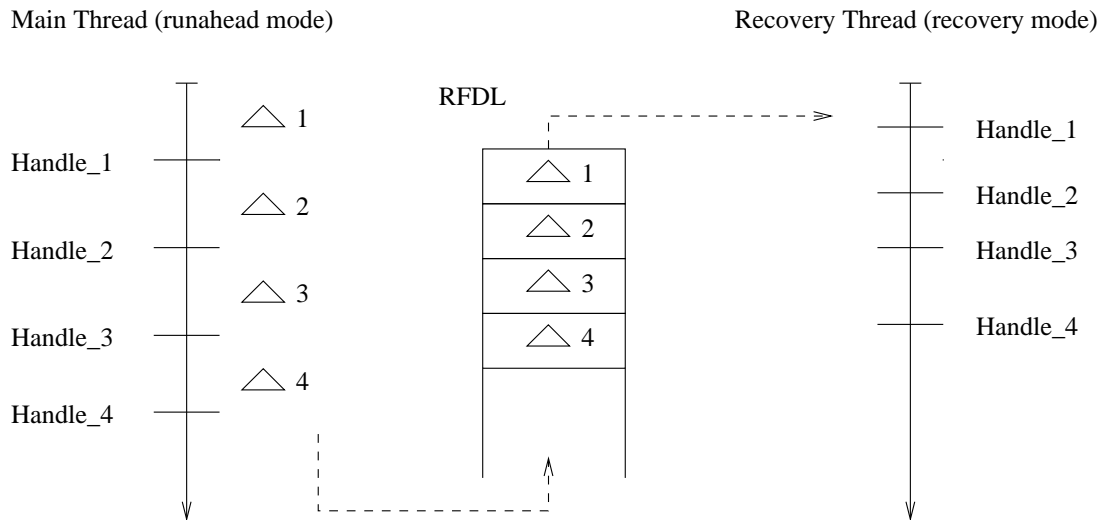 Main Thread (runahead mode)
Recovery Thread (recovery mode)
RFDL
1
Handle_1
2
Handle_2
3
Handle_3
4
Handle_4
1
2
3
4
Handle_1
Handle_2
Handle_3
Handle_4